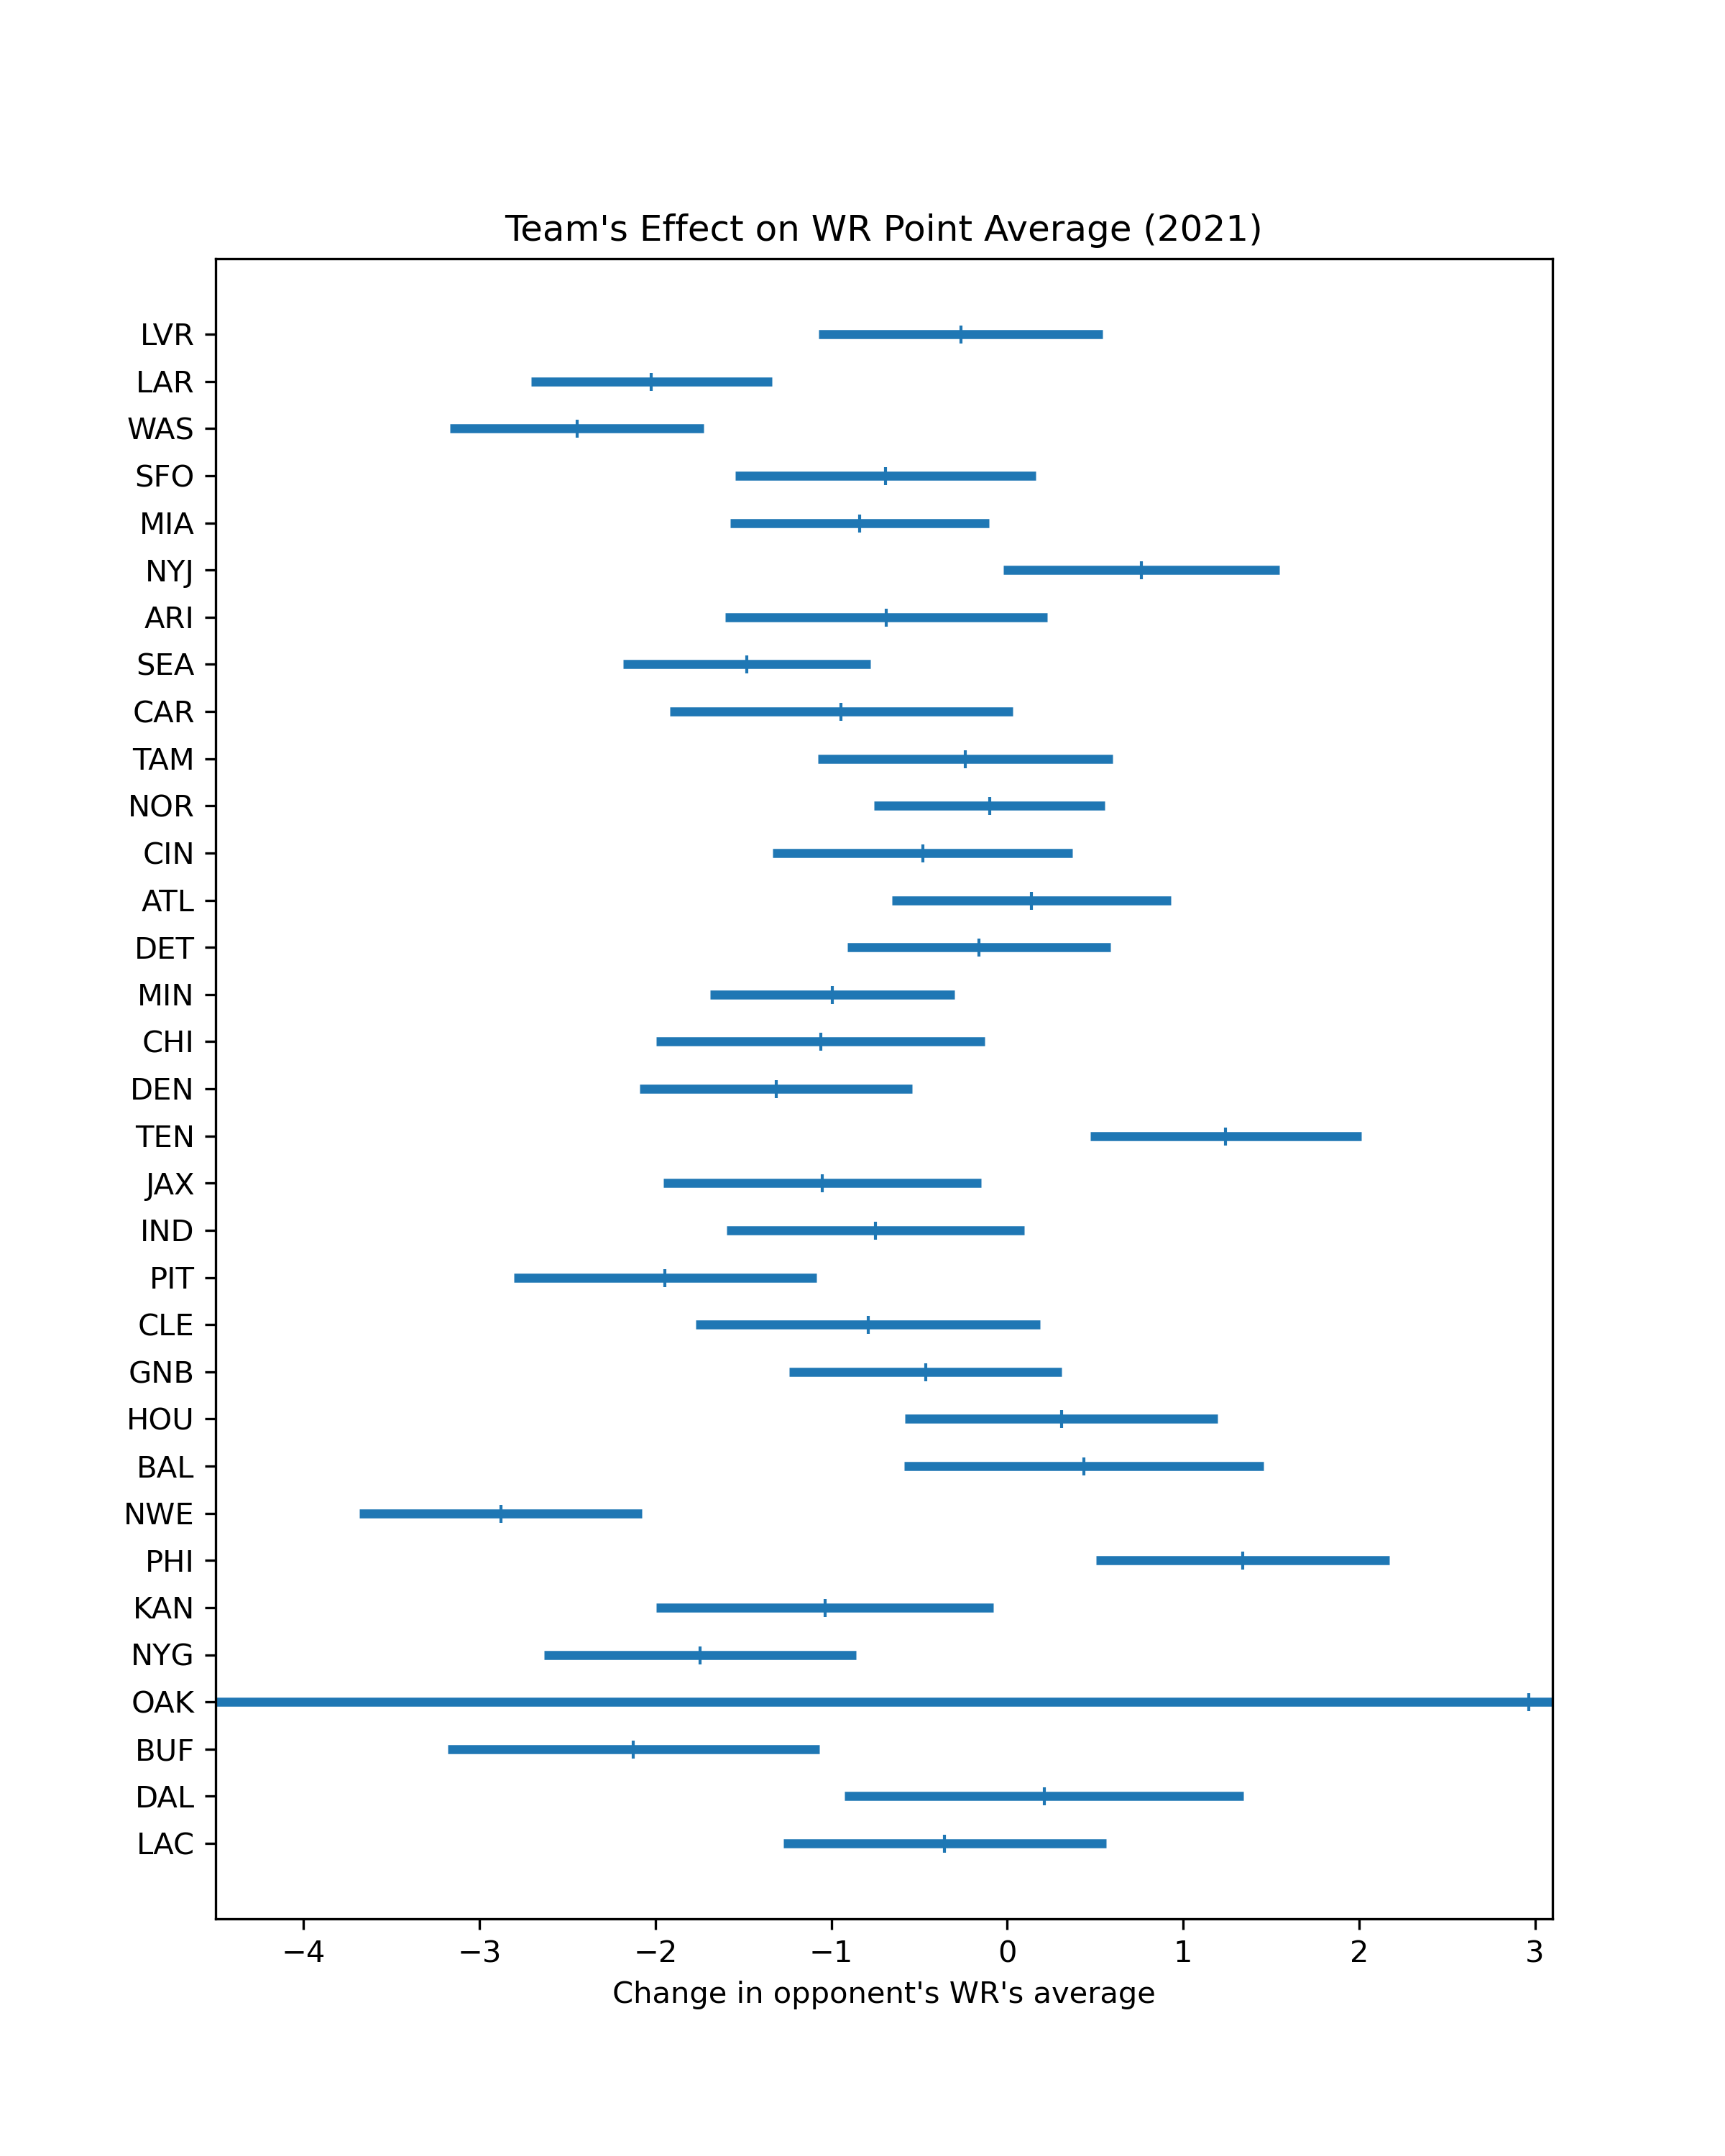 Team's Effect on WR Point Average (2021)
LVR
LAR
WAS
SFO
MIA
NYJ
ARI
SEA
CAR
TAM
NOR
CIN
ATL
DET
MIN
CHI
DEN
TEN
JAX
IND
PIT
CLE
GNB
HOU
BAL
NWE
PHI
KAN
NYG
OAK
BUF
DAL
LAC
−4 −3 −2 −1 0 1 2 3
Change in opponent's WR's average